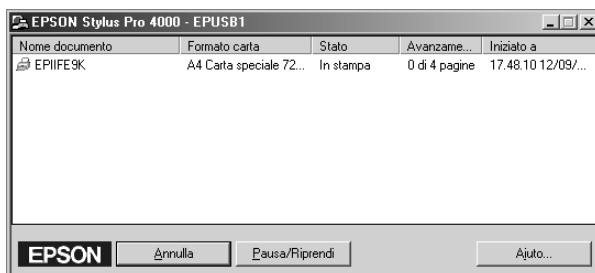 EPSON Stylus Pro 4000 - EPUSB1
Nome documento Formato carta Stato Avanzame... Iniziato a
EPIIFE9K A4 Carta speciale 72... In stampa 0 di 4 pagine 17.48.10 12/09/...
EPSON Annulla Pausa/Riprendi Aiuto...